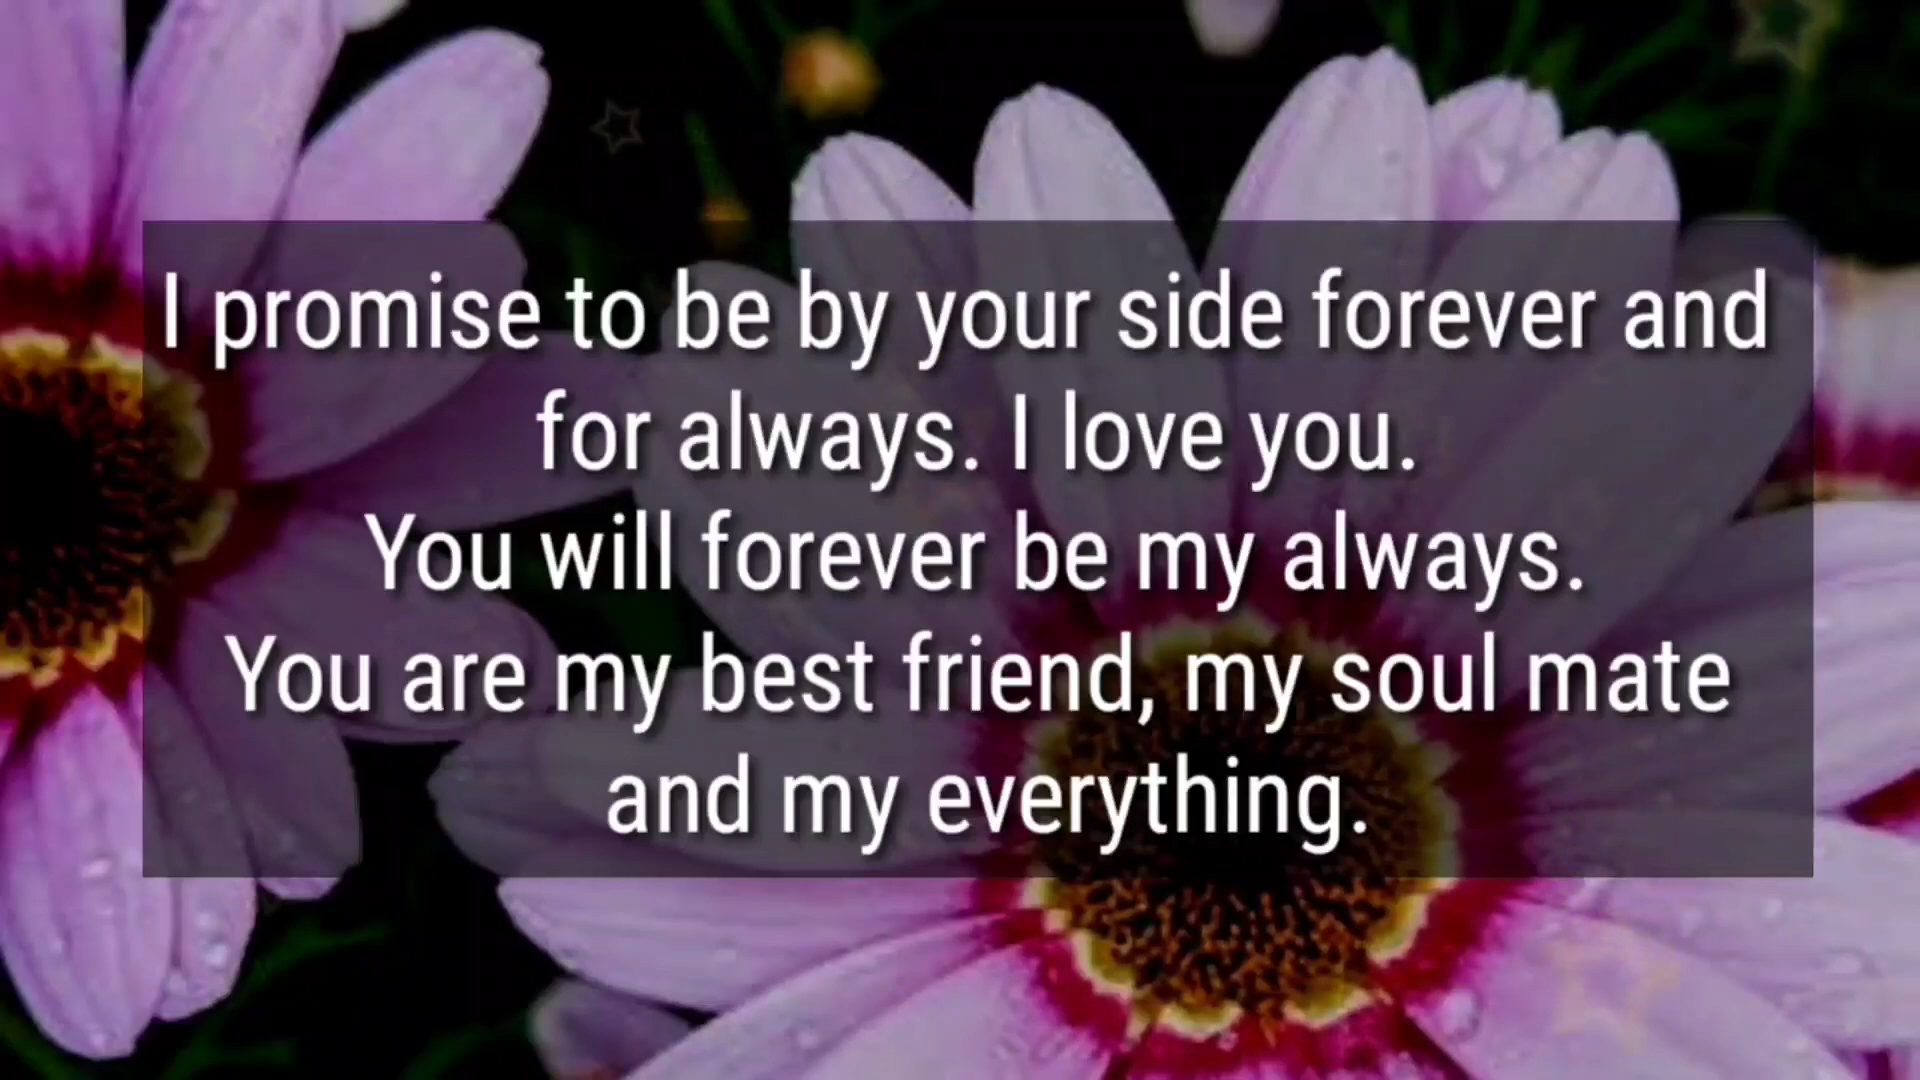 I promise to be by your side forever and
for always. I love you.
You will forever be my always.
You are my best friend, my soul mate
and my everything.